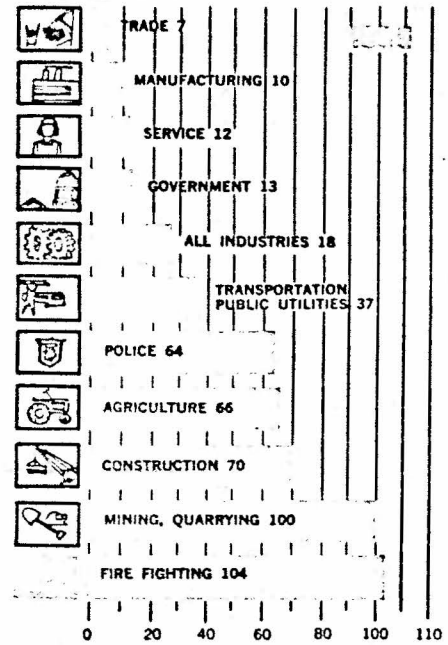 TRADE 7
MANUFACTURING 10
SERVICE 12
GOVERNMENT 13
ALL INDUSTRIES 18
TRANSPORTATION
PUBLIC UTILITIES 37
POLICE 64
AGRICULTURE 66
CONSTRUCTION 70
MINING, QUARRYING 100
FIRE FIGHTING 104
0 20 40 60 80 100 110